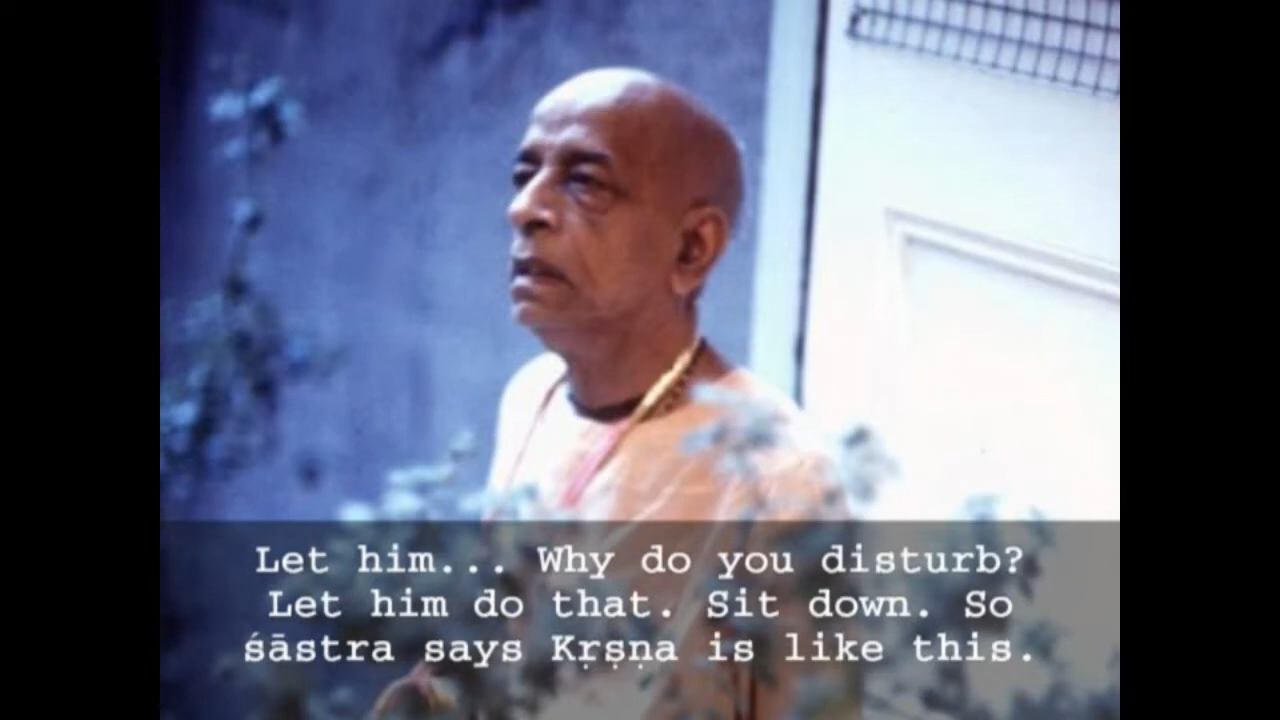 Let him... Why do you disturb?
Let him do that. Sit down. So
śāstra says Kṛṣṇa is like this.